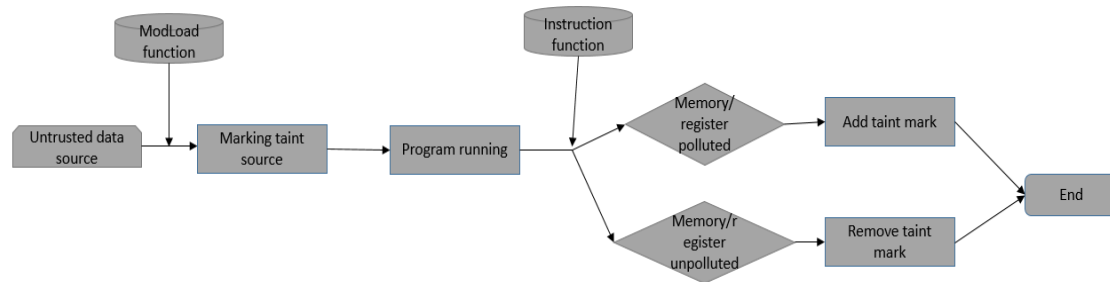 ModLoad
function
Instruction
function
Untrusted data
source
Marking taint
source
Program running
Memory/
register
polluted
Add taint mark
Memory/r
egister
unpolluted
Remove taint
mark
End